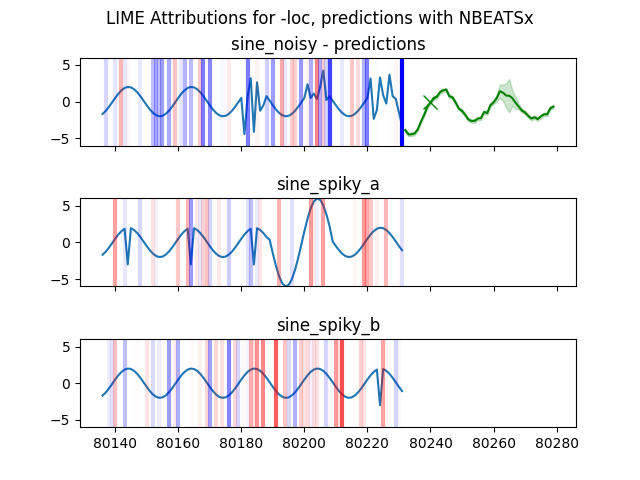 LIME Attributions for -loc, predictions with NBEATSx
sine_noisy - predictions
5
0
−5
sine_spiky_a
5
0
−5
sine_spiky_b
5
0
−5
80140 80160 80180 80200 80220 80240 80260 80280